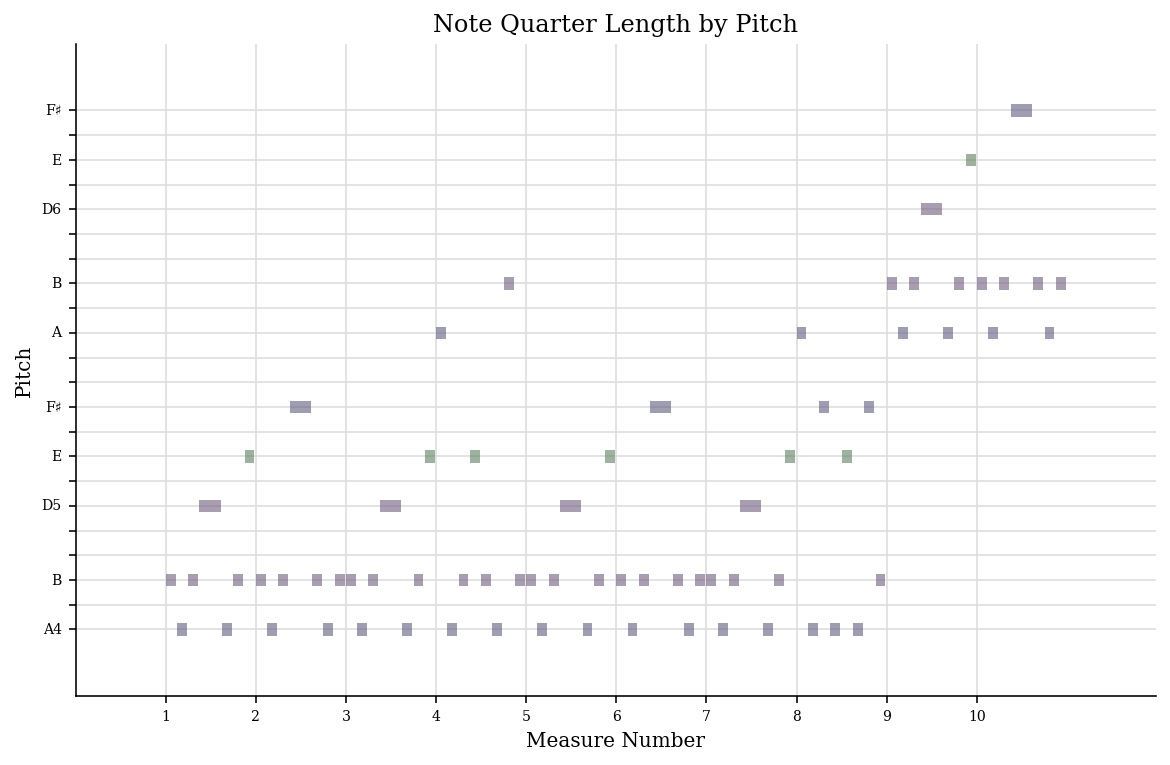 Note Quarter Length by Pitch
Pitch
F♯
E
D6
B
A
F♯
E
D5
B
A4
1 2 3 4 5 6 7 8 9 10
Measure Number